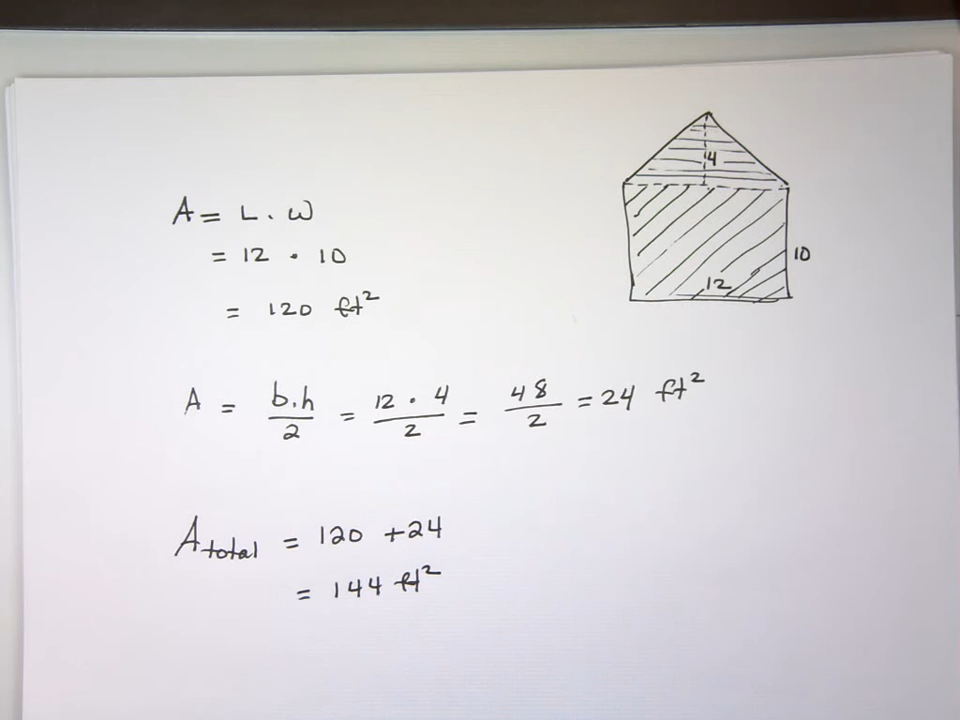 A = L . W
= 12 · 10
= 120 ft²
A = b.h/2 = 12 · 4/2 = 48/2 = 24 ft²
A total = 120 + 24
= 144 ft²
4
10
12